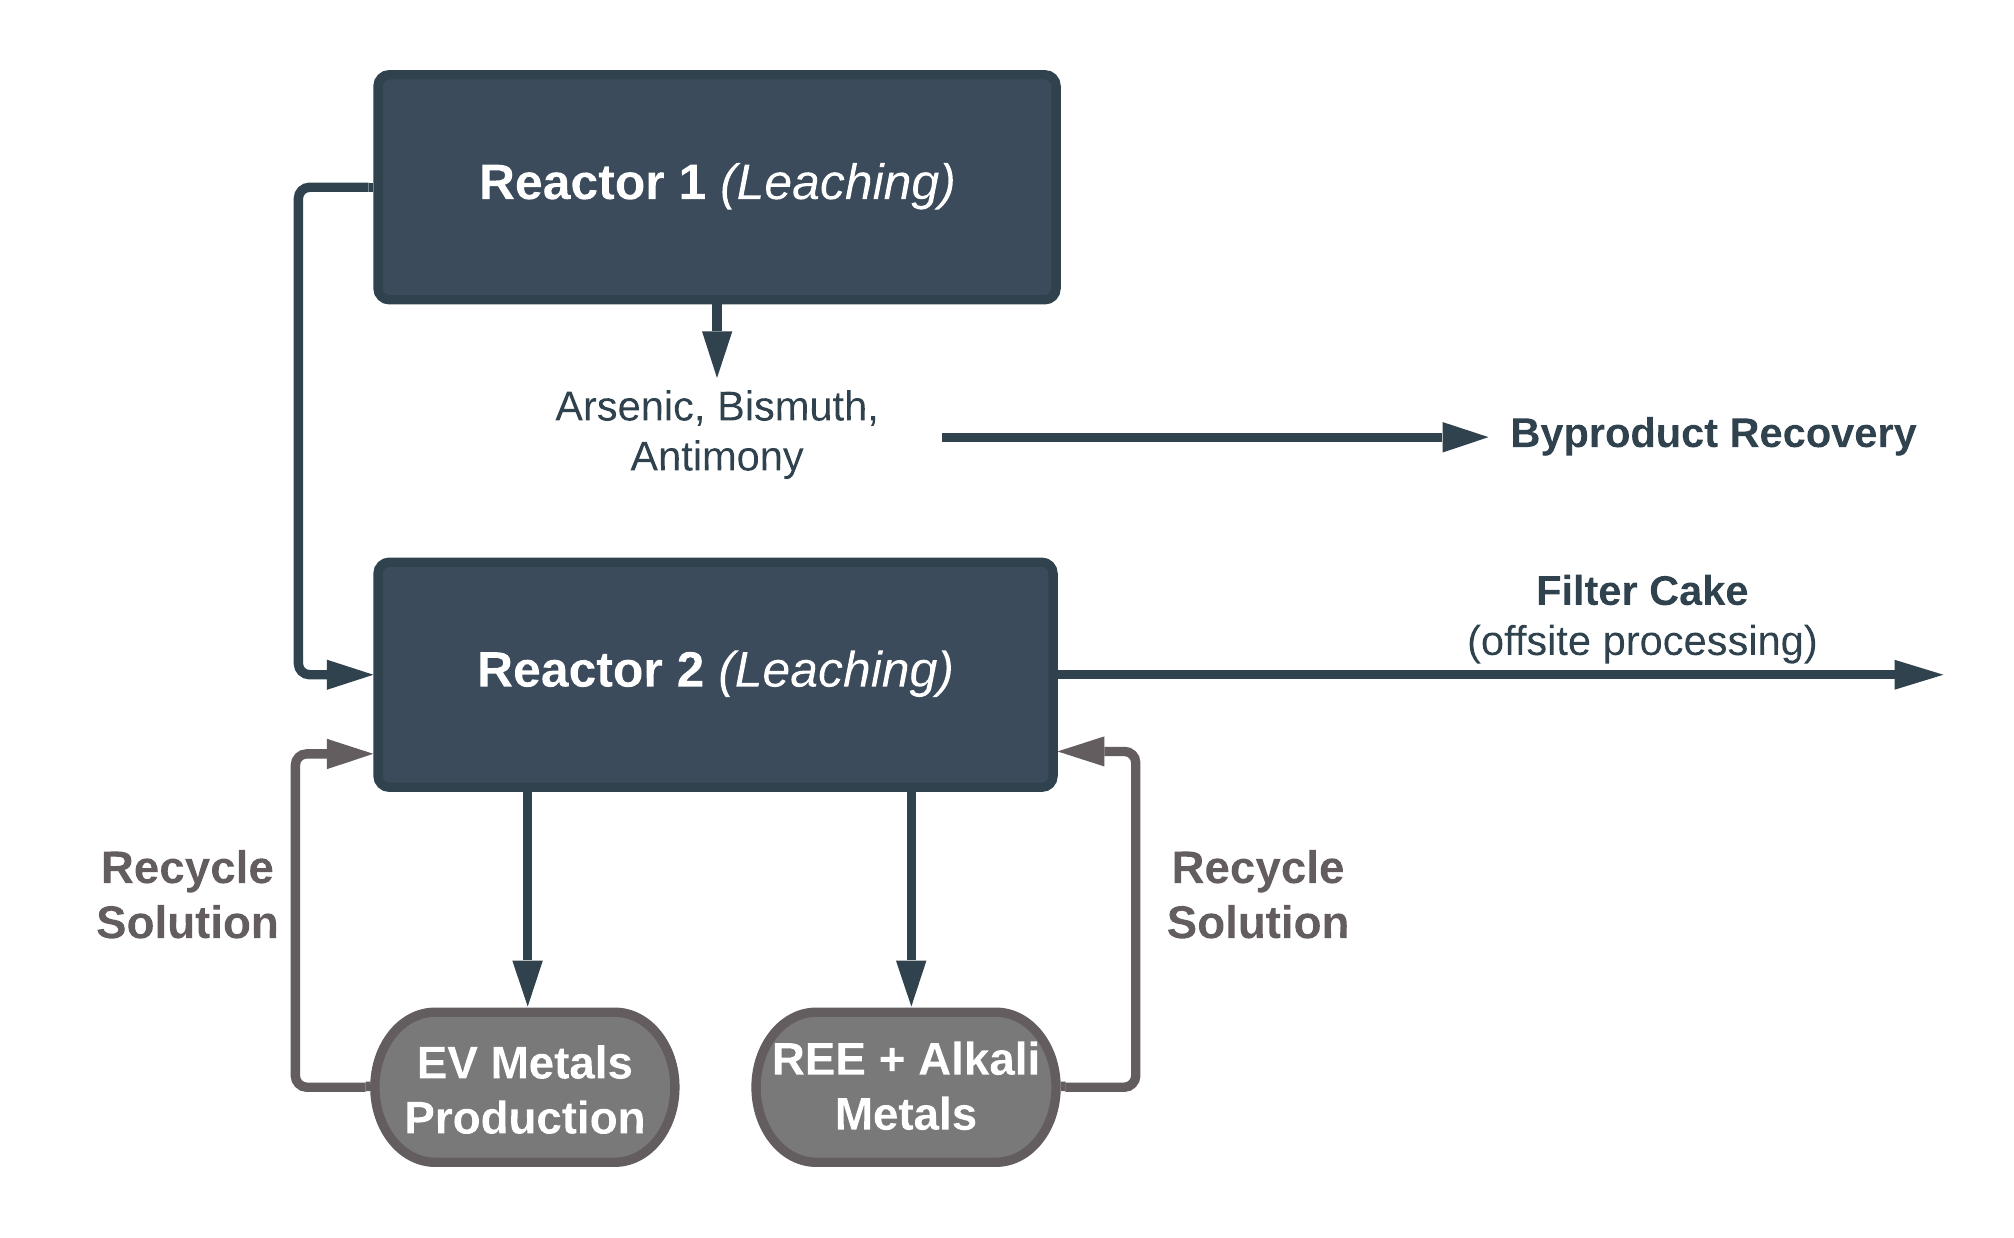 Reactor 1 (Leaching)
Arsenic, Bismuth,
Antimony
Byproduct Recovery
Filter Cake
(offsite processing)
Reactor 2 (Leaching)
Recycle
Solution
Recycle
Solution
EV Metals
Production
REE + Alkali
Metals